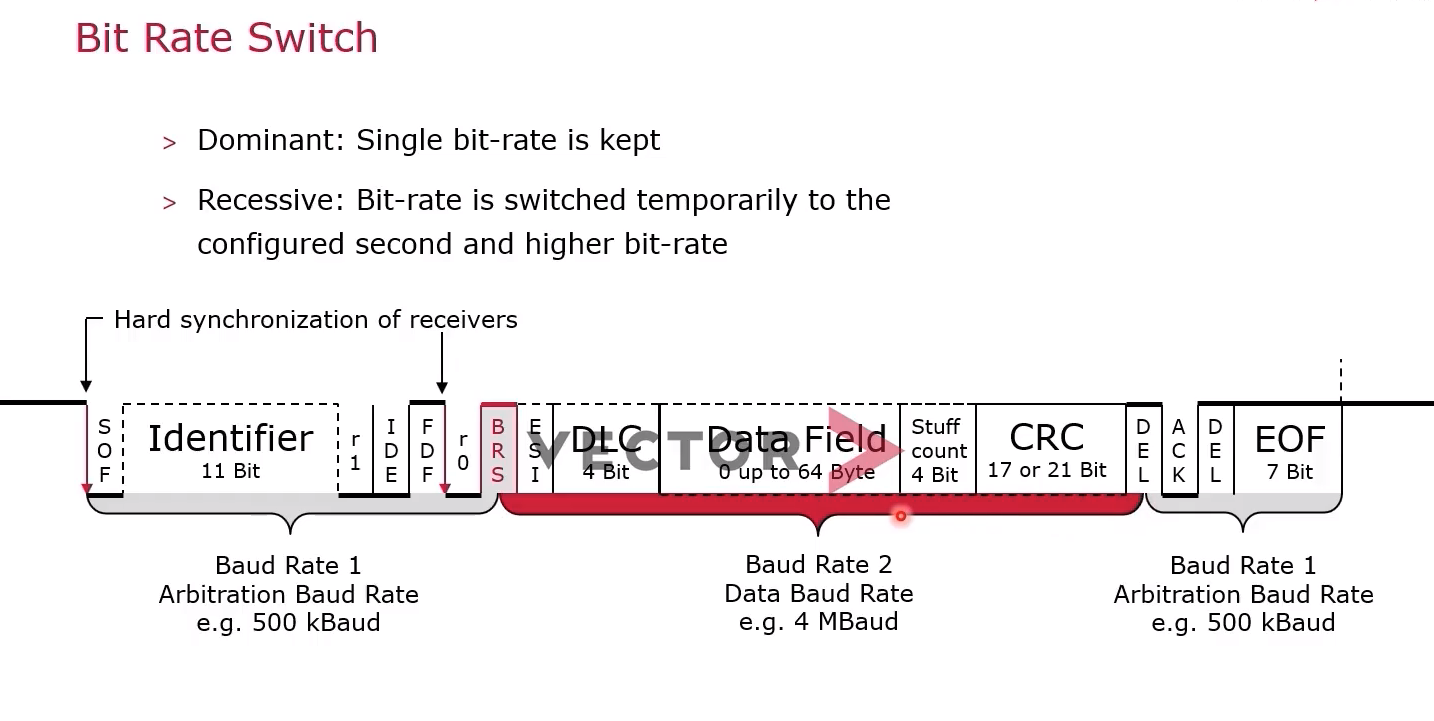 Bit Rate Switch
> Dominant: Single bit-rate is kept
> Recessive: Bit-rate is switched temporarily to the
configured second and higher bit-rate
Hard synchronization of receivers
SOF
Identifier
11 Bit
r1
IDE
FDF
r0
BRS
ESI
DLC
4 Bit
Data Field
0 up to 64 Byte
Stuff
count
4 Bit
CRC
17 or 21 Bit
DEL
ACK
DEL
EOF
7 Bit
VECTOR
Baud Rate 1
Arbitration Baud Rate
e.g. 500 kBaud
Baud Rate 2
Data Baud Rate
e.g. 4 MBaud
Baud Rate 1
Arbitration Baud Rate
e.g. 500 kBaud